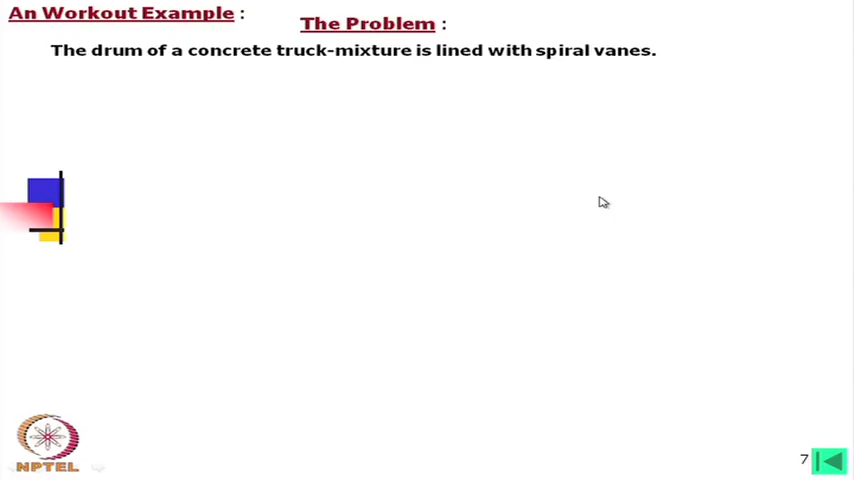 An Workout Example :
The Problem :
The drum of a concrete truck-mixture is lined with spiral vanes.
NPTEL
7